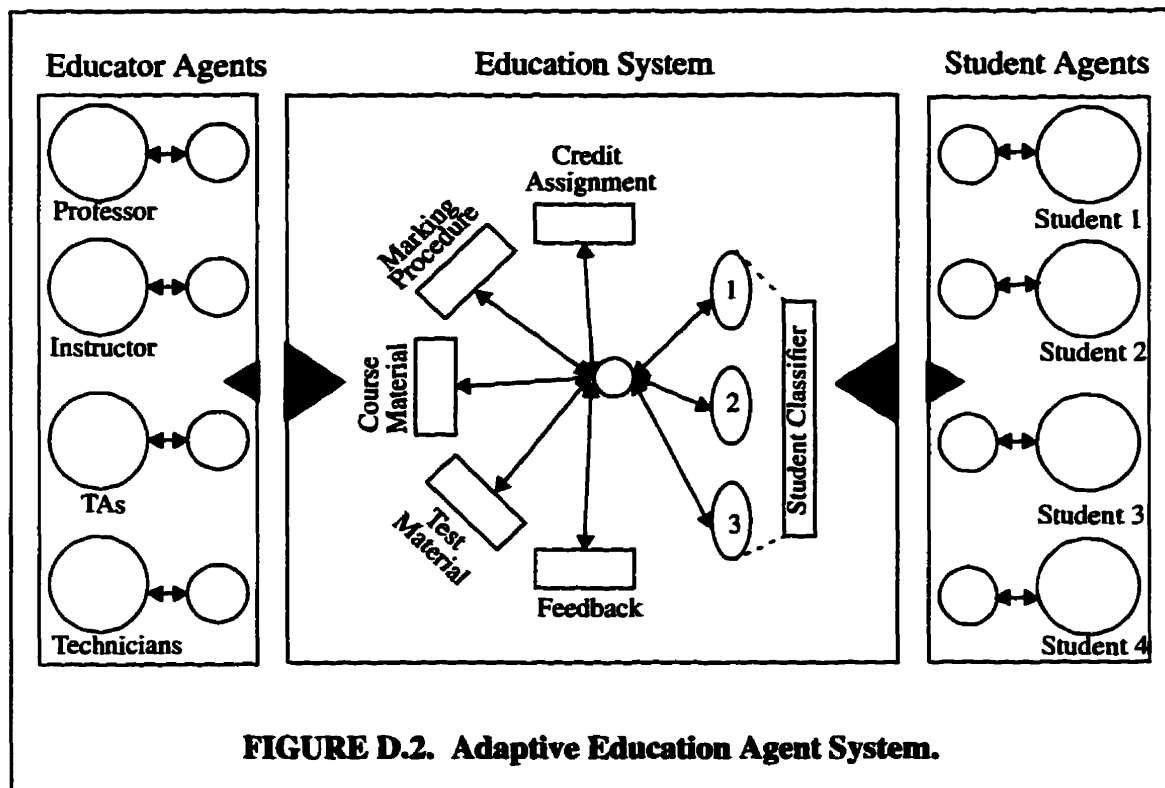 Educator Agents
Education System
Student Agents
Professor
Instructor
TAs
Technicians
Credit
Assignment
Marking
Procedure
Course
Material
Test
Material
Feedback
1
2
3
Student Classifier
Student 1
Student 2
Student 3
Student 4
FIGURE D.2. Adaptive Education Agent System.